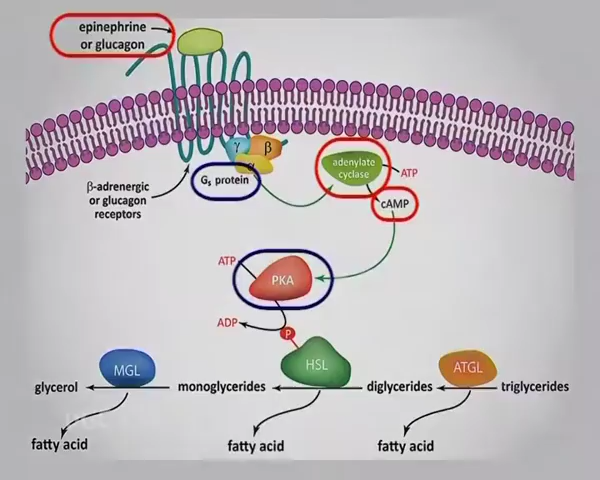 epinephrine
or glucagon
γ
β
α
Gs protein
β-adrenergic
or glucagon
receptors
adenylate
cyclase
ATP
cAMP
ATP
PKA
ADP
P
MGL
HSL
ATGL
glycerol
monoglycerides
diglycerides
triglycerides
fatty acid
fatty acid
fatty acid